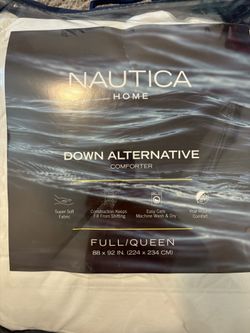 NAUTICA
HOME
DOWN ALTERNATIVE
COMFORTER
Super Soft
Fabric
Construction Keeps
Fill From Shifting
Easy Care
Machine Wash & Dry
Comfort
FULL/QUEEN
88 x 92 IN. (224 x 234 CM)